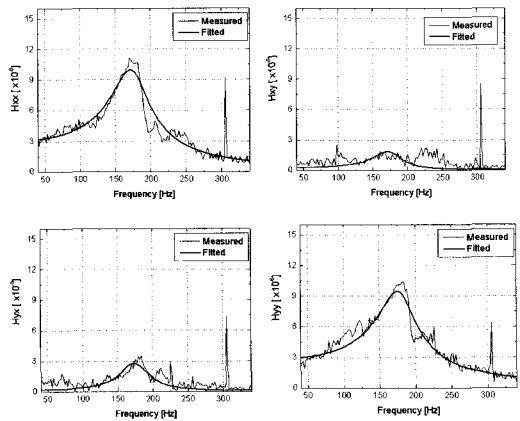 15
12
9
6
3
0
Hxx [ x10⁻⁶]
Measured
Fitted
50 100 150 200 250 300
Frequency [Hz]
15
12
9
6
3
0
Hxy [ x10⁻⁶]
Measured
Fitted
50 100 150 200 250 300
Frequency [Hz]
15
12
9
6
3
0
Hyx [ x10⁻⁶]
Measured
Fitted
50 100 150 200 250 300
Frequency [Hz]
15
12
9
6
3
0
Hyy [ x10⁻⁶]
Measured
Fitted
50 100 150 200 250 300
Frequency [Hz]